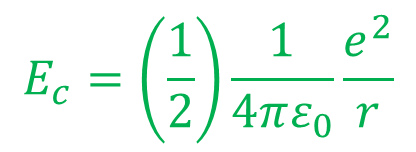 E_c = (1/2) 1/(4πε_0) e^2/r